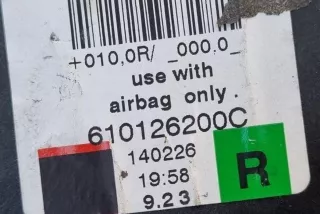 +010,0R/ _000,0_
use with
airbag only.
610126200C
140226
19:58
9.23
R